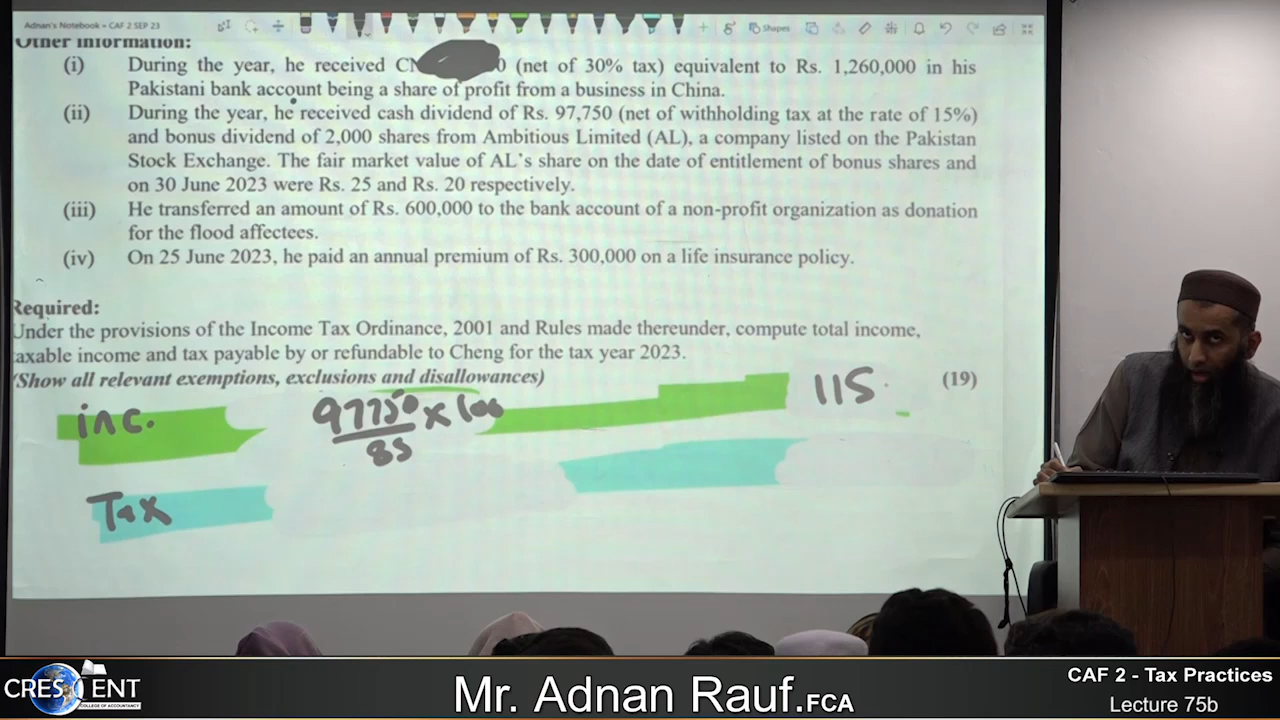 Adnan's Notebook - CAF 2 SEP 23
Shapes
Other information:
(i) During the year, he received CN 0 (net of 30% tax) equivalent to Rs. 1,260,000 in his
Pakistani bank account being a share of profit from a business in China.
(ii) During the year, he received cash dividend of Rs. 97,750 (net of withholding tax at the rate of 15%)
and bonus dividend of 2,000 shares from Ambitious Limited (AL), a company listed on the Pakistan
Stock Exchange. The fair market value of AL's share on the date of entitlement of bonus shares and
on 30 June 2023 were Rs. 25 and Rs. 20 respectively.
(iii) He transferred an amount of Rs. 600,000 to the bank account of a non-profit organization as donation
for the flood affectees.
(iv) On 25 June 2023, he paid an annual premium of Rs. 300,000 on a life insurance policy.
Required:
Under the provisions of the Income Tax Ordinance, 2001 and Rules made thereunder, compute total income,
taxable income and tax payable by or refundable to Cheng for the tax year 2023.
(Show all relevant exemptions, exclusions and disallowances) (19)
inc. 97750 x 100 115
85
Tax
CRESCENT
COLLEGE OF ACCOUNTANCY
Mr. Adnan Rauf.FCA
CAF 2 - Tax Practices
Lecture 75b